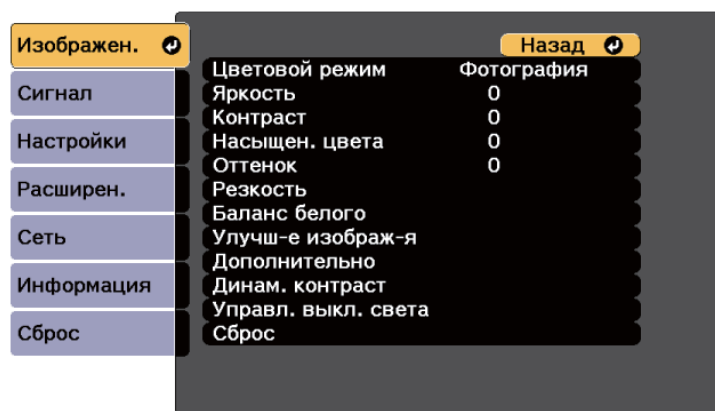 Изображен.
Сигнал
Настройки
Расширен.
Сеть
Информация
Сброс
Назад
Цветовой режим Фотография
Яркость 0
Контраст 0
Насыщен. цвета 0
Оттенок 0
Резкость
Баланс белого
Улучш-е изображ-я
Дополнительно
Динам. контраст
Управл. выкл. света
Сброс